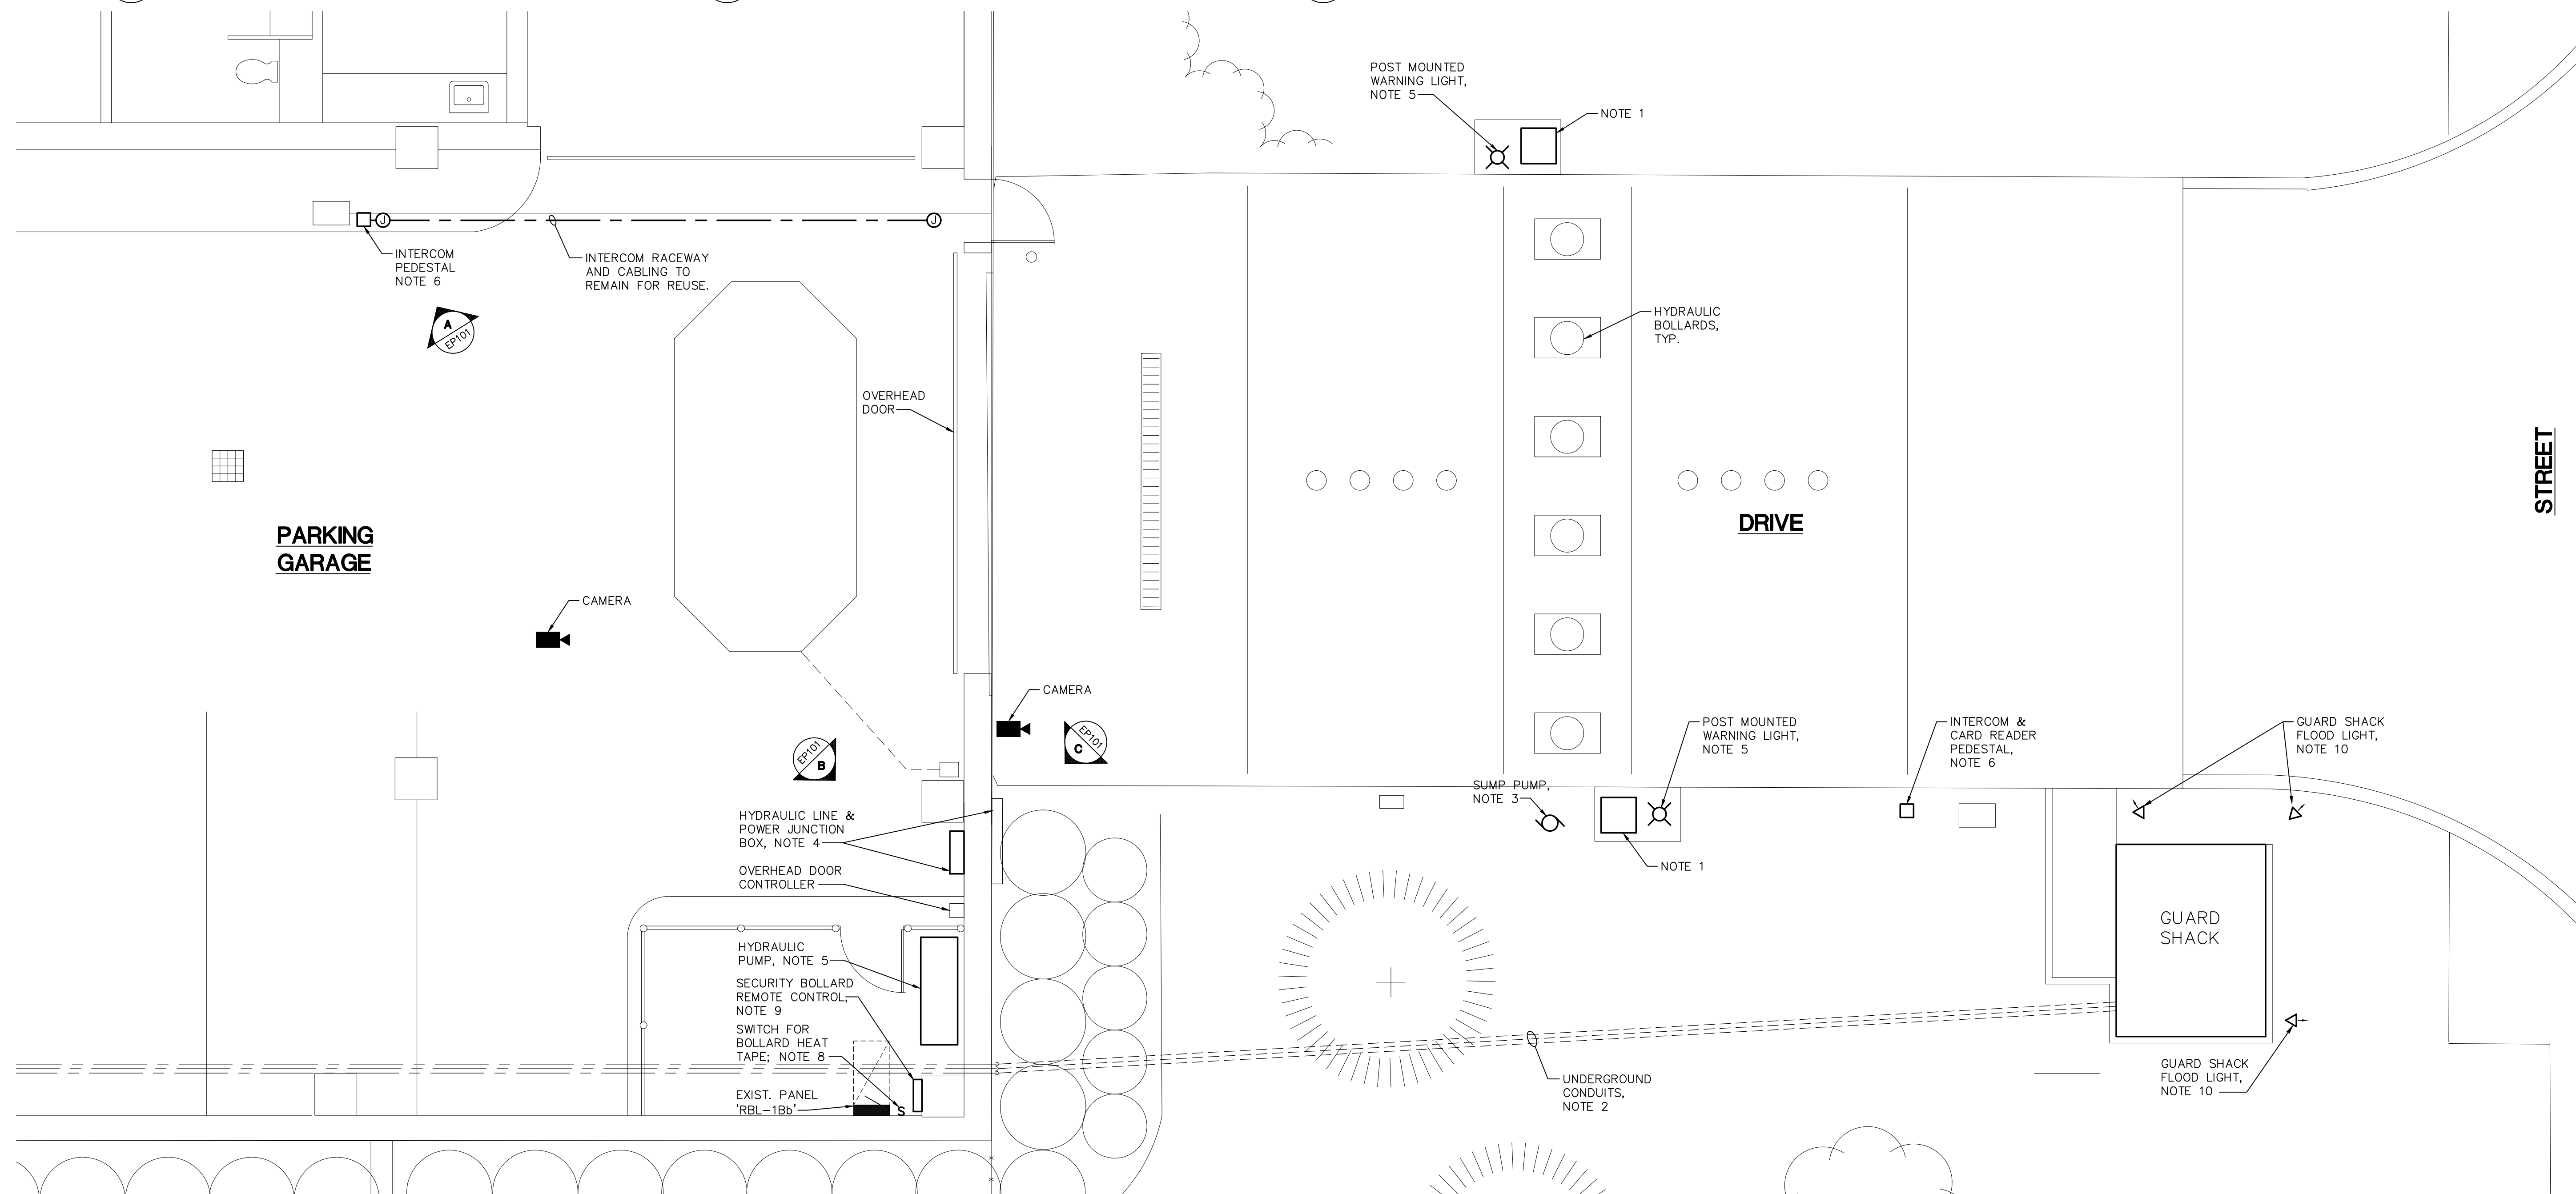 POST MOUNTED
WARNING LIGHT,
NOTE 5
NOTE 1
J
J
INTERCOM
PEDESTAL
NOTE 6
INTERCOM RACEWAY
AND CABLING TO
REMAIN FOR REUSE.
A
EP101
HYDRAULIC
BOLLARDS,
TYP.
OVERHEAD
DOOR
STREET
PARKING
GARAGE
DRIVE
CAMERA
CAMERA
EP101
B
EP101
C
POST MOUNTED
WARNING LIGHT,
NOTE 5
INTERCOM &
CARD READER
PEDESTAL,
NOTE 6
GUARD SHACK
FLOOD LIGHT,
NOTE 10
SUMP PUMP,
NOTE 3
HYDRAULIC LINE &
POWER JUNCTION
BOX, NOTE 4
NOTE 1
OVERHEAD DOOR
CONTROLLER
GUARD
SHACK
HYDRAULIC
PUMP, NOTE 5
SECURITY BOLLARD
REMOTE CONTROL,
NOTE 9
SWITCH FOR
BOLLARD HEAT
TAPE; NOTE 8
EXIST. PANEL
'RBL-1Bb'
S
UNDERGROUND
CONDUITS,
NOTE 2
GUARD SHACK
FLOOD LIGHT,
NOTE 10